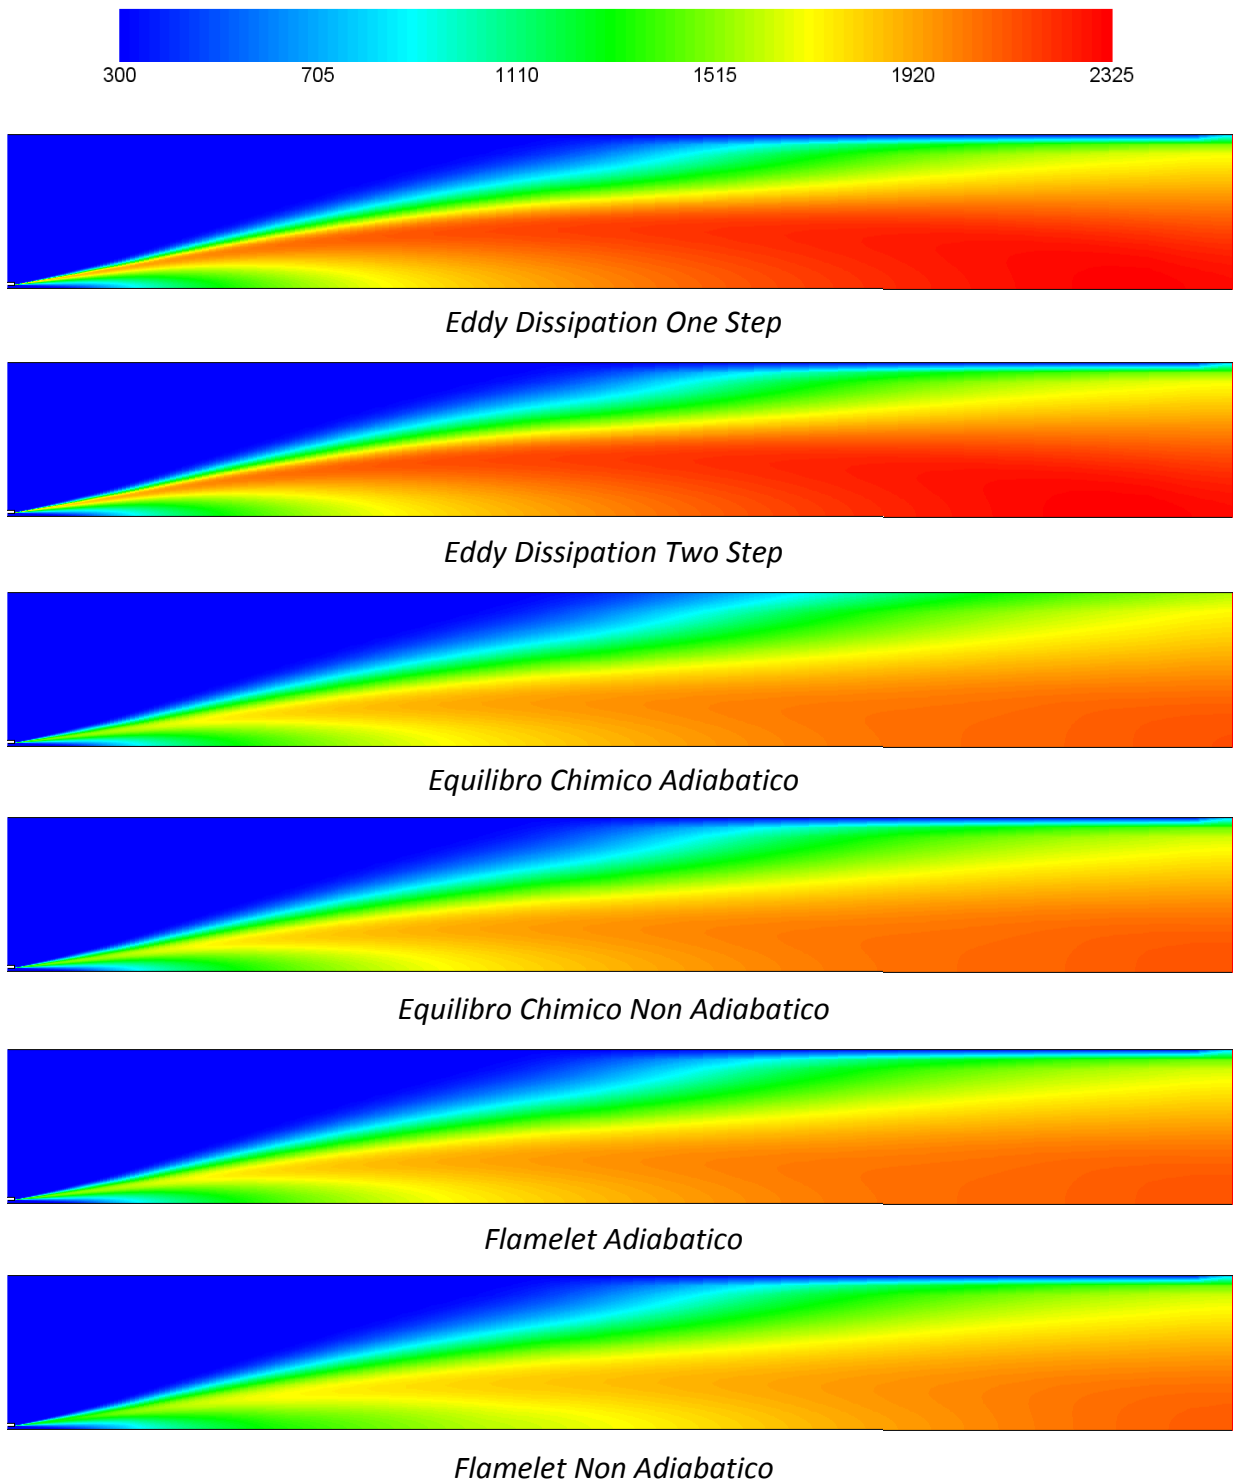 300 705 1110 1515 1920 2325
Eddy Dissipation One Step
Eddy Dissipation Two Step
Equilibro Chimico Adiabatico
Equilibro Chimico Non Adiabatico
Flamelet Adiabatico
Flamelet Non Adiabatico